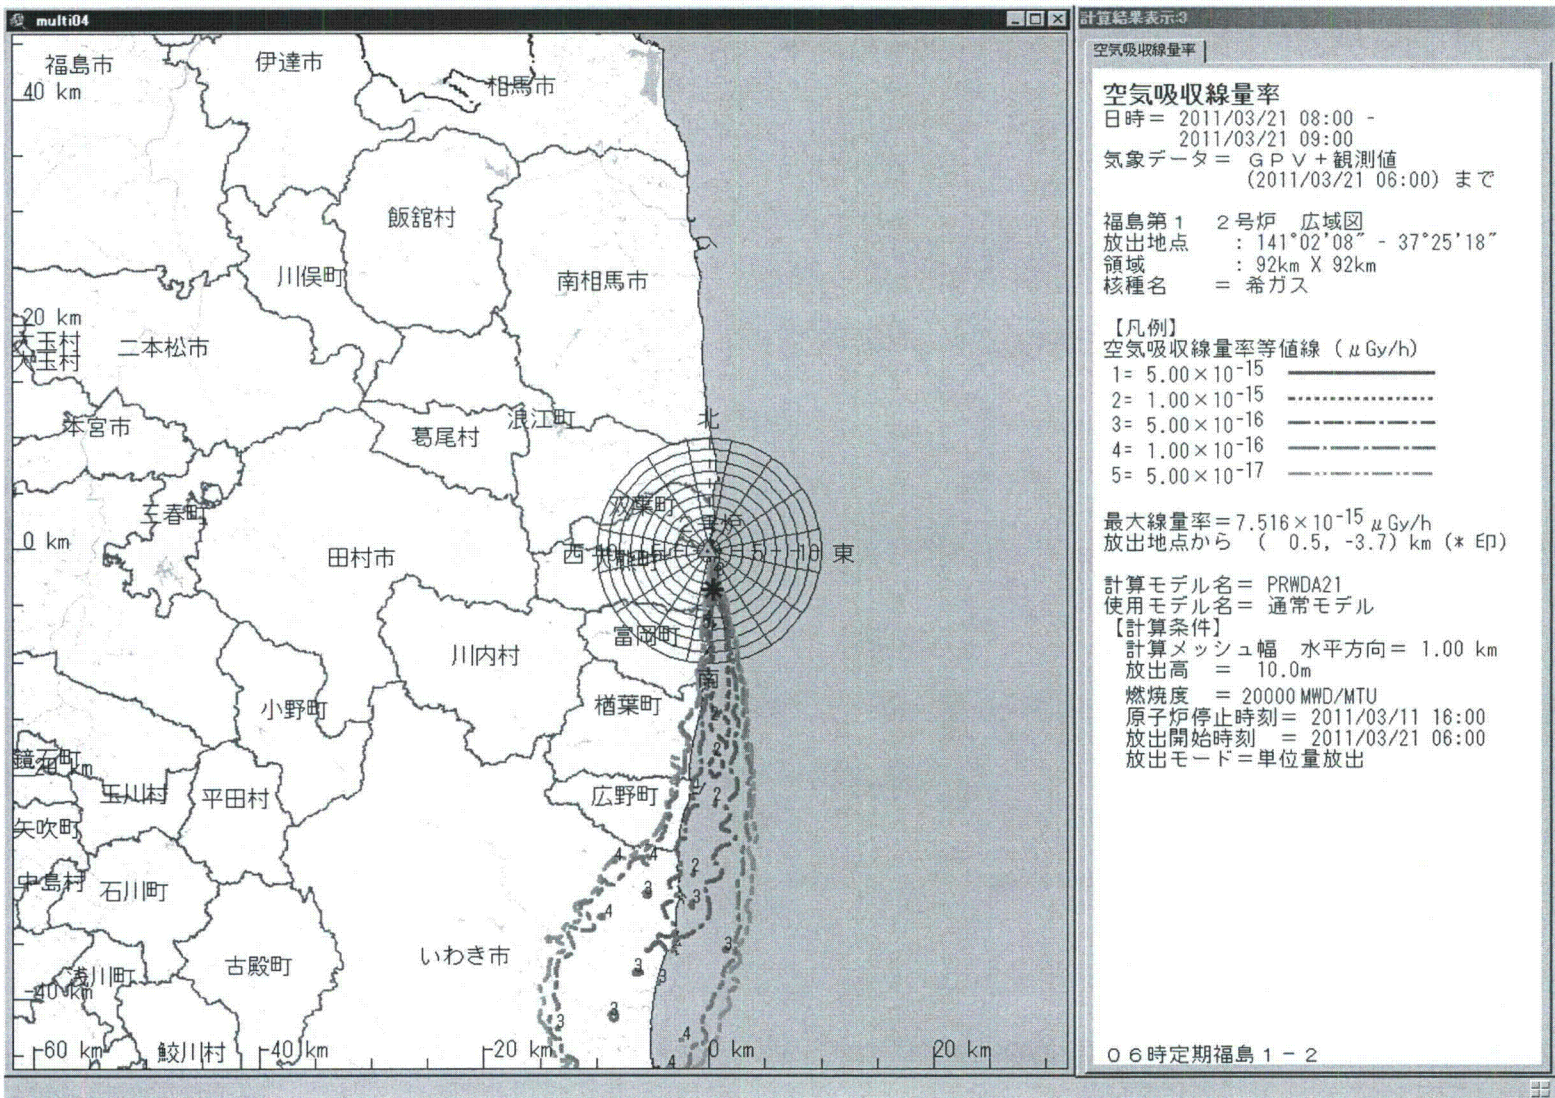 multi04
福島市
伊達市
相馬市
40 km
飯舘村
川俣町
南相馬市
20 km
大玉村
大玉村
二本松市
本宮市
浪江町
北
葛尾村
三春町
双葉町
0 km
田村市
西
東
富岡町
川内村
南
小野町
楢葉町
鏡石町
玉川村
平田村
広野町
矢吹町
中島村
石川町
いわき市
古殿町
浅川町
-40 km
-60 km
鮫川村
-40 km
-20 km
0 km
20 km
計算結果表示:3
空気吸収線量率
空気吸収線量率
日時= 2011/03/21 08:00 -
2011/03/21 09:00
気象データ= ＧＰＶ+観測値
(2011/03/21 06:00) まで
福島第１　２号炉　広域図
放出地点　: 141°02'08" - 37°25'18"
領域　: 92km X 92km
核種名　= 希ガス
【凡例】
空気吸収線量率等値線 (μGy/h)
1= 5.00×10-15
2= 1.00×10-15
3= 5.00×10-16
4= 1.00×10-16
5= 5.00×10-17
最大線量率=7.516×10-15 μGy/h
放出地点から ( 0.5, -3.7) km (* 印)
計算モデル名= PRWDA21
使用モデル名= 通常モデル
【計算条件】
計算メッシュ幅　水平方向= 1.00 km
放出高 = 10.0m
燃焼度 = 20000MWD/MTU
原子炉停止時刻= 2011/03/11 16:00
放出開始時刻 = 2011/03/21 06:00
放出モード=単位量放出
０６時定期福島１－２